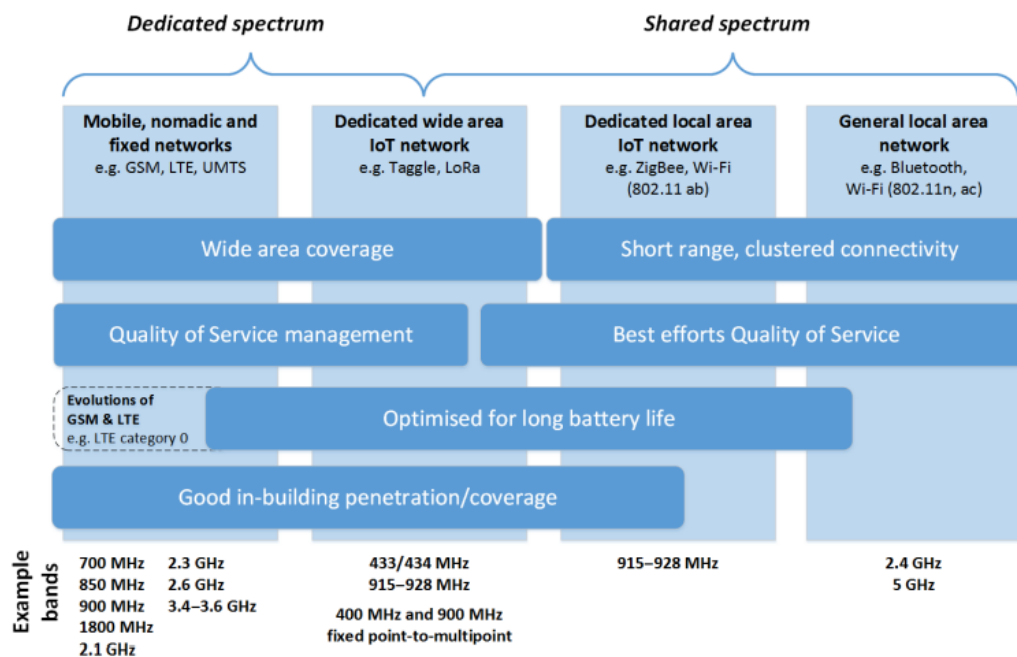 Dedicated spectrum
Shared spectrum
Mobile, nomadic and
fixed networks
e.g. GSM, LTE, UMTS
Dedicated wide area
IoT network
e.g. Taggle, LoRa
Dedicated local area
IoT network
e.g. ZigBee, Wi-Fi
(802.11 ab)
General local area
network
e.g. Bluetooth,
Wi-Fi (802.11n, ac)
Wide area coverage
Short range, clustered connectivity
Quality of Service management
Best efforts Quality of Service
Evolutions of
GSM & LTE
e.g. LTE category 0
Optimised for long battery life
Good in-building penetration/coverage
Example
bands
700 MHz
850 MHz
900 MHz
1800 MHz
2.1 GHz
2.3 GHz
2.6 GHz
3.4–3.6 GHz
433/434 MHz
915–928 MHz
400 MHz and 900 MHz
fixed point-to-multipoint
915–928 MHz
2.4 GHz
5 GHz